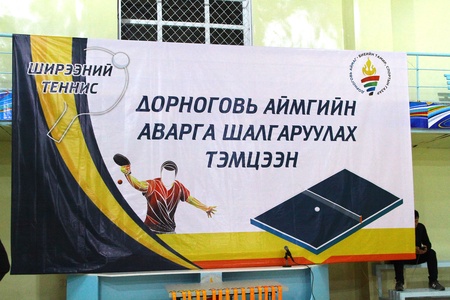 ШИРЭЭНИЙ
ТЕННИС
ДОРНОГОВЬ АЙМГИЙН
АВАРГА ШАЛГАРУУЛАХ
ТЭМЦЭЭН